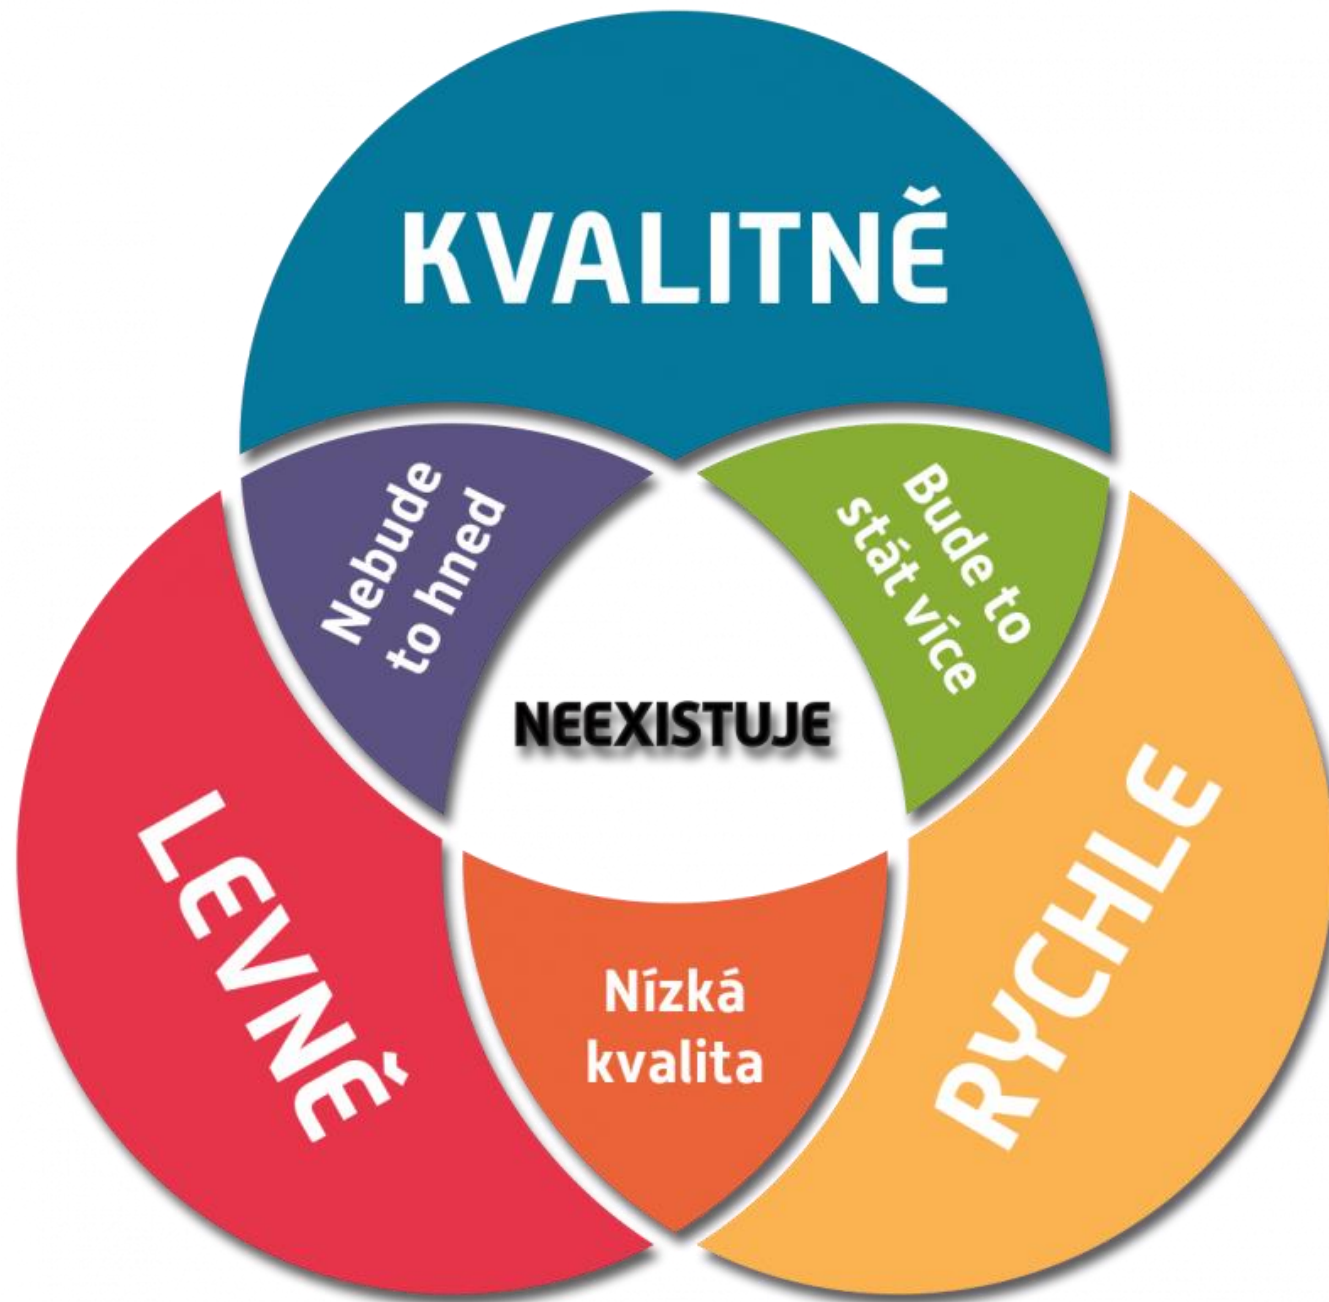 KVALITNĚ
Nebude
to hned
Bude to
stát více
NEEXISTUJE
LEVNĚ
RYCHLE
Nízká
kvalita